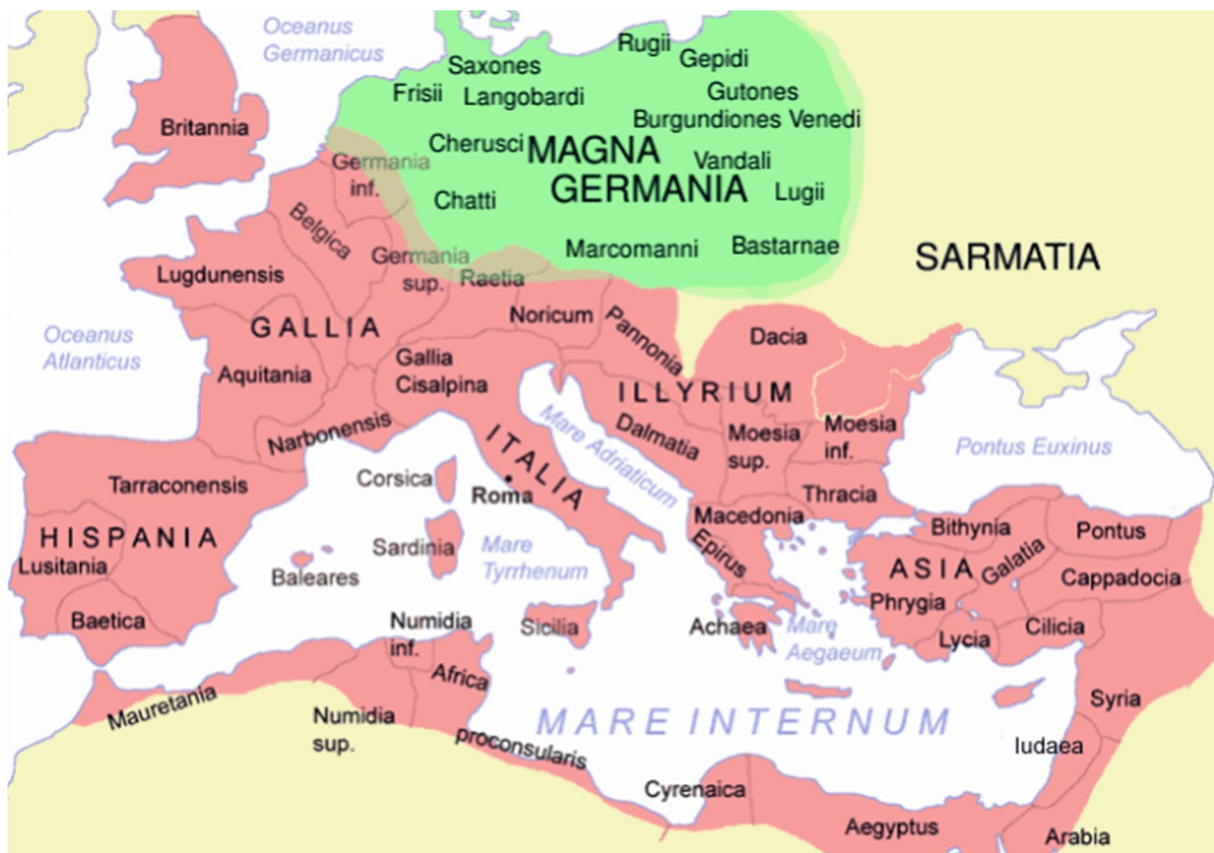 Oceanus
Germanicus
Rugii
Gepidi
Saxones
Frisii
Langobardi
Gutones
Burgundiones Venedi
Britannia
Cherusci
MAGNA
GERMANIA
Vandali
Lugii
Germania
inf.
Chatti
Belgica
Marcomanni
Bastarnae
SARMATIA
Lugdunensis
Germania
sup.
Raetia
Noricum
Pannonia
Dacia
GALLIA
Oceanus
Atlanticus
Aquitania
Gallia
Cisalpina
ILLYRIUM
Narbonensis
Mare Adriaticum
Dalmatia
Moesia
sup.
Moesia
inf.
Pontus Euxinus
ITALIA
Corsica
Roma
Tarraconensis
Thracia
Macedonia
Bithynia
Pontus
HISPANIA
Lusitania
Sardinia
Mare
Tyrrhenum
Epirus
ASIA
Galatia
Cappadocia
Baleares
Phrygia
Baetica
Numidia
inf.
Sicilia
Achaea
Mare
Aegaeum
Lycia
Cilicia
Africa
Mauretania
Numidia
sup.
proconsularis
MARE INTERNUM
Syria
Iudaea
Cyrenaica
Aegyptus
Arabia